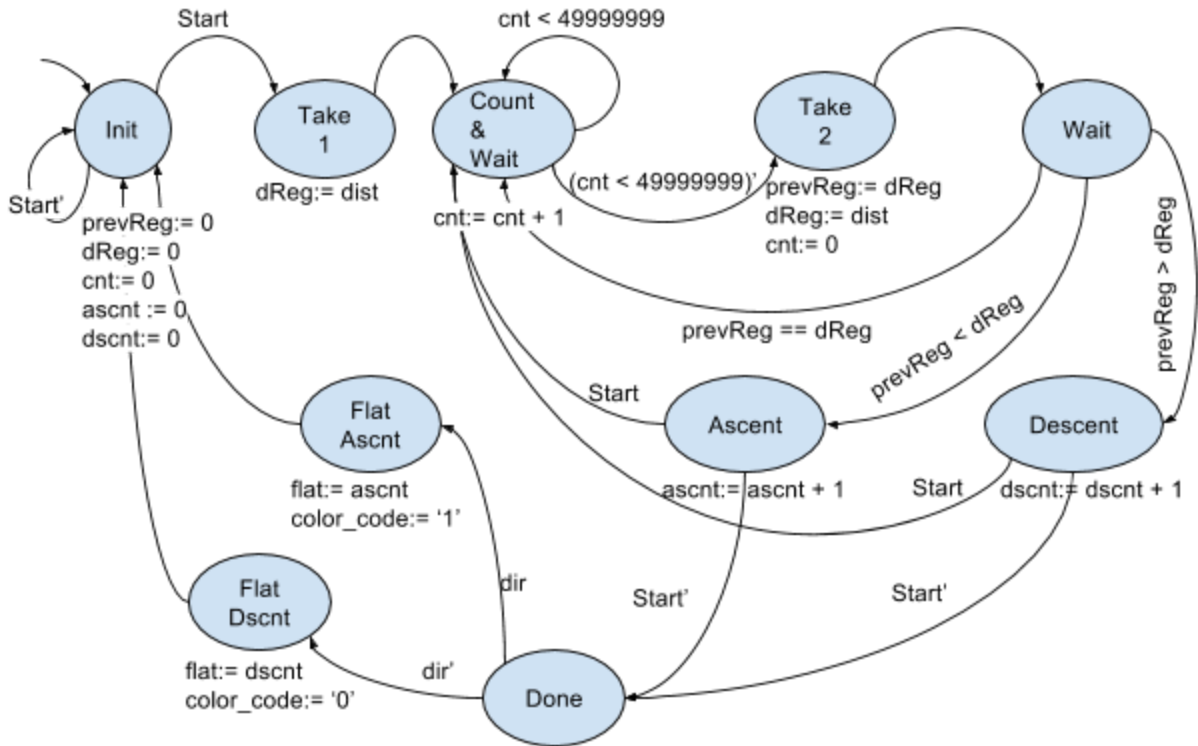 Start
cnt < 49999999
Init
Take
1
Count
&
Wait
Take
2
Wait
Start'
dReg:= dist
(cnt < 49999999)'
prevReg:= dReg
dReg:= dist
cnt:= 0
cnt:= cnt + 1
prevReg:= 0
dReg:= 0
cnt:= 0
ascnt := 0
dscnt:= 0
prevReg > dReg
prevReg == dReg
prevReg < dReg
Start
Flat
Ascnt
Ascent
Descent
flat:= ascnt
color_code:= ‘1’
ascnt:= ascnt + 1
Start
dscnt:= dscnt + 1
Flat
Dscnt
dir
Start’
Start’
flat:= dscnt
color_code:= ‘0’
dir’
Done